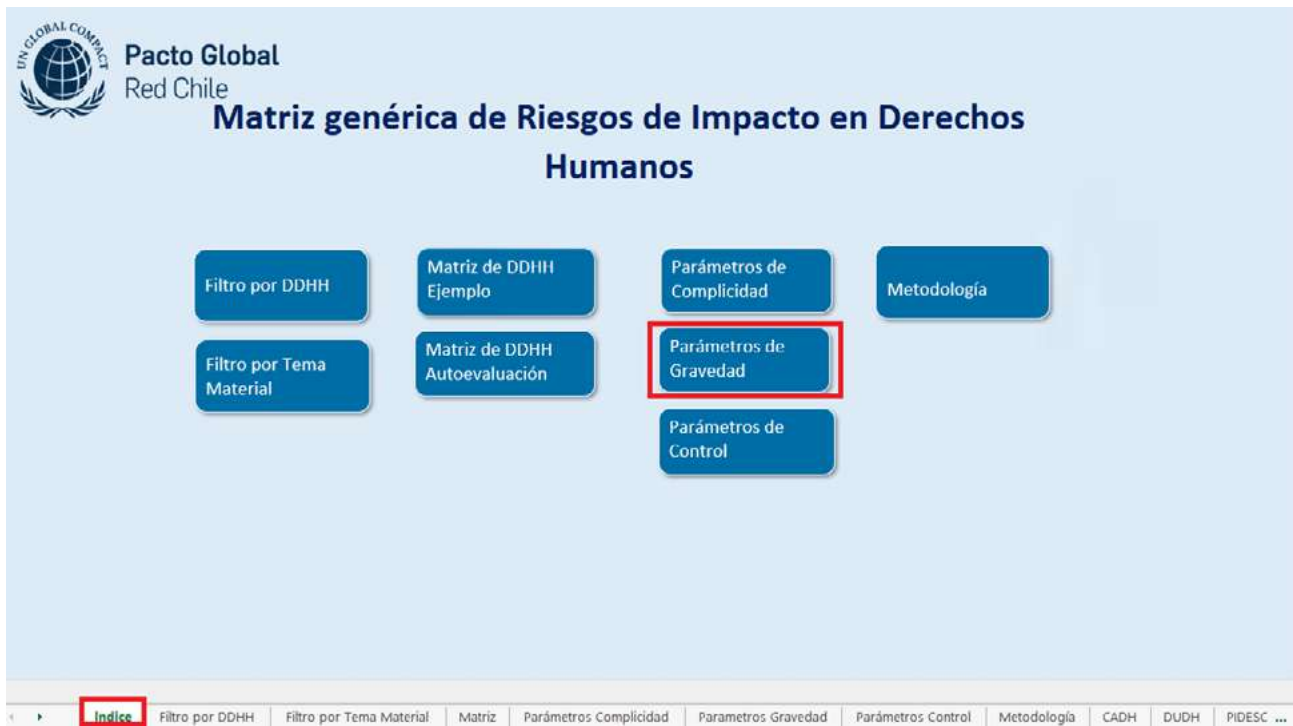 UN GLOBAL COMPACT
Pacto Global
Red Chile
Matriz genérica de Riesgos de Impacto en Derechos
Humanos
Filtro por DDHH
Matriz de DDHH
Ejemplo
Parámetros de
Complicidad
Metodología
Filtro por Tema
Material
Matriz de DDHH
Autoevaluación
Parámetros de
Gravedad
Parámetros de
Control
Indice Filtro por DDHH Filtro por Tema Material Matriz Parámetros Complicidad Parametros Gravedad Parámetros Control Metodología CADH DUDH PIDESC ...